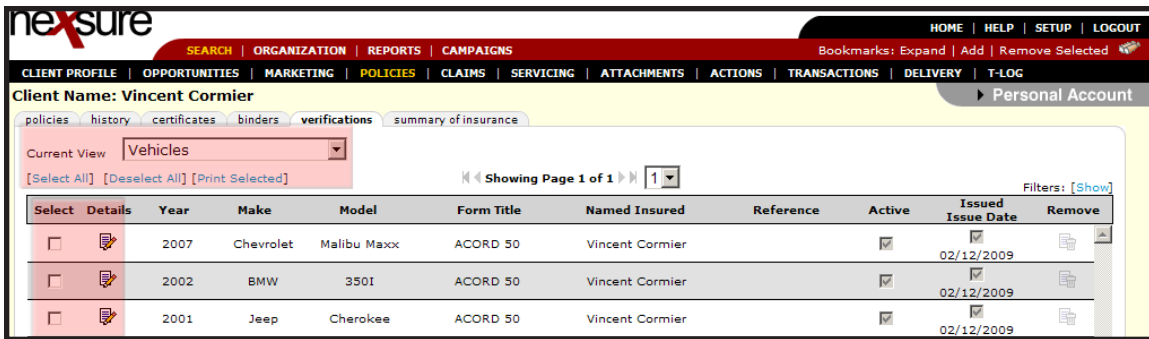 nexsure
HOME | HELP | SETUP | LOGOUT
SEARCH | ORGANIZATION | REPORTS | CAMPAIGNS
Bookmarks: Expand | Add | Remove Selected
CLIENT PROFILE | OPPORTUNITIES | MARKETING | POLICIES | CLAIMS | SERVICING | ATTACHMENTS | ACTIONS | TRANSACTIONS | DELIVERY | T-LOG
Client Name: Vincent Cormier
Personal Account
policies history certificates binders verifications summary of insurance
Current View Vehicles
[Select All] [Deselect All] [Print Selected]
Showing Page 1 of 1 1
Filters: [Show]
Select Details Year Make Model Form Title Named Insured Reference Active Issued Issue Date Remove
2007 Chevrolet Malibu Maxx ACORD 50 Vincent Cormier 02/12/2009
2002 BMW 350I ACORD 50 Vincent Cormier 02/12/2009
2001 Jeep Cherokee ACORD 50 Vincent Cormier 02/12/2009